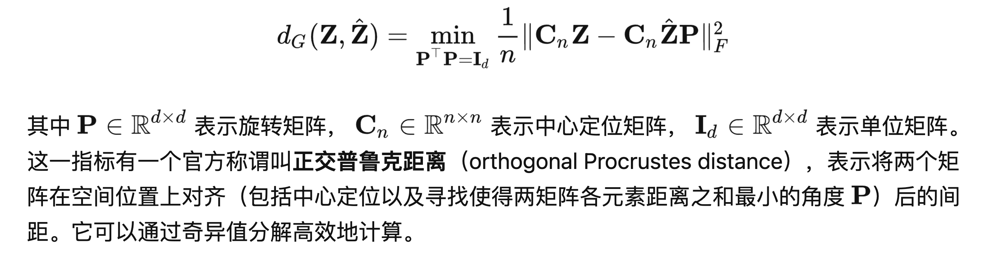 $$d_G(\mathbf{Z}, \hat{\mathbf{Z}}) = \min_{\mathbf{P}^\top \mathbf{P} = \mathbf{I}_d} \frac{1}{n} \|\mathbf{C}_n \mathbf{Z} - \mathbf{C}_n \hat{\mathbf{Z}} \mathbf{P}\|_F^2$$
其中 $\mathbf{P} \in \mathbb{R}^{d \times d}$ 表示旋转矩阵， $\mathbf{C}_n \in \mathbb{R}^{n \times n}$ 表示中心定位矩阵， $\mathbf{I}_d \in \mathbb{R}^{d \times d}$ 表示单位矩阵。
这一指标有一个官方称谓叫正交普鲁克距离（orthogonal Procrustes distance），表示将两个矩
阵在空间位置上对齐（包括中心定位以及寻找使得两矩阵各元素距离之和最小的角度 $\mathbf{P}$）后的间
距。它可以通过奇异值分解高效地计算。